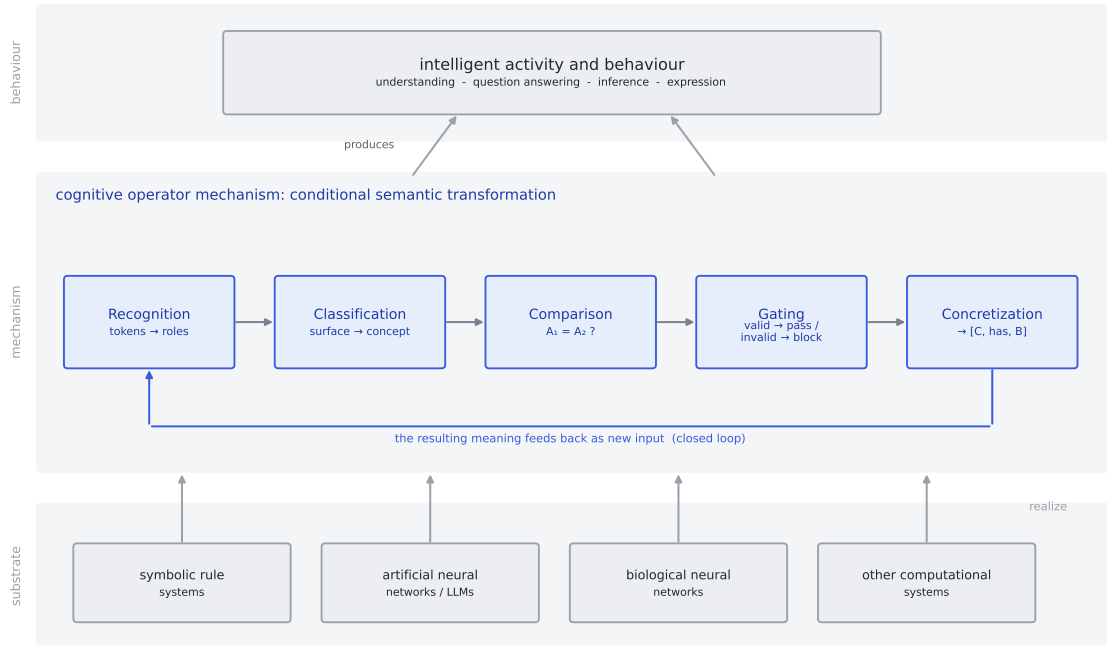 behaviour
intelligent activity and behaviour
understanding - question answering - inference - expression
produces
mechanism
cognitive operator mechanism: conditional semantic transformation
Recognition
tokens → roles
Classification
surface → concept
Comparison
A₁ = A₂ ?
Gating
valid → pass /
invalid → block
Concretization
→ [C, has, B]
the resulting meaning feeds back as new input (closed loop)
realize
substrate
symbolic rule
systems
artificial neural
networks / LLMs
biological neural
networks
other computational
systems